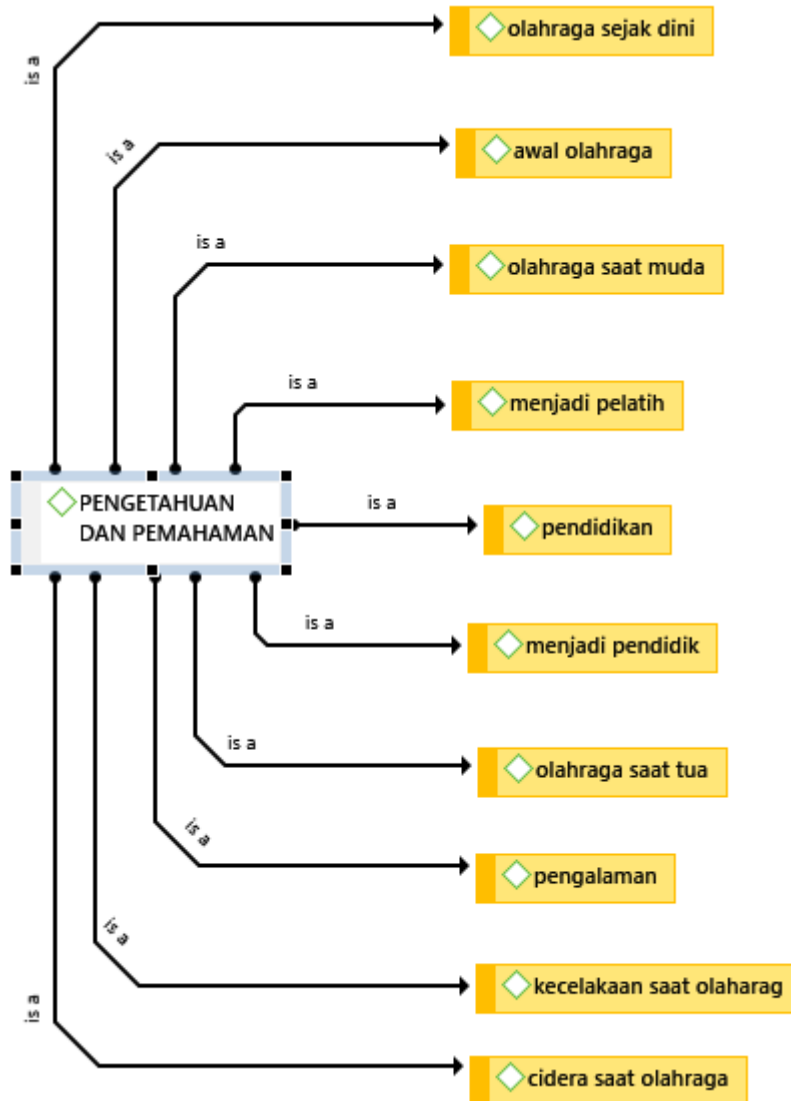 olahraga sejak dini
is a
is a
awal olahraga
is a
olahraga saat muda
is a
menjadi pelatih
PENGETAHUAN
DAN PEMAHAMAN
is a
pendidikan
is a
menjadi pendidik
is a
olahraga saat tua
is a
pengalaman
is a
kecelakaan saat olaharag
is a
cidera saat olahraga